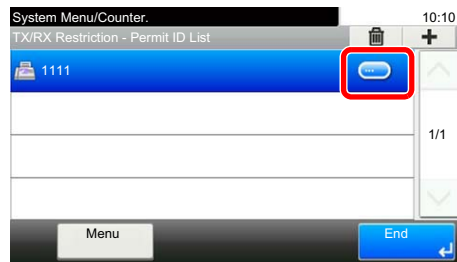 System Menu/Counter. 10:10
TX/RX Restriction - Permit ID List
1111
1/1
Menu End